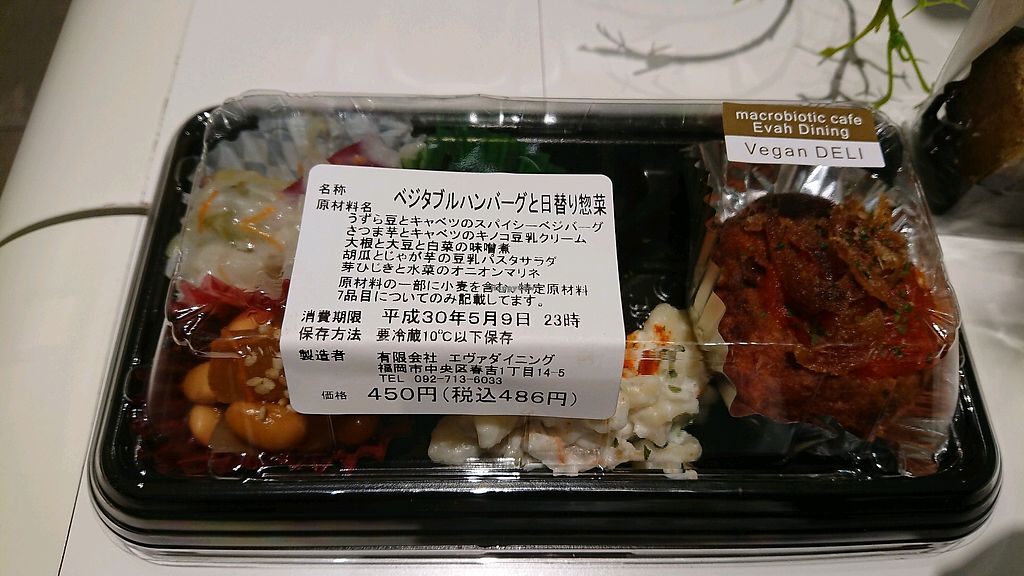 macrobiotic cafe
Evah Dining
Vegan DELI
名称 ベジタブルハンバーグと日替り惣菜
原材料名
うずら豆とキャベツのスパイシーベジバーグ
さつま芋とキャベツのキノコ豆乳クリーム
大根と大豆と白菜の味噌煮
胡瓜とじゃが芋の豆乳パスタサラダ
芽ひじきと水菜のオニオンマリネ
原材料の一部に小麦を含む。特定原材料
7品目についてのみ記載してます。
消費期限 平成30年5月9日 23時
保存方法 要冷蔵10℃以下保存
製造者 有限会社 エヴァダイニング
福岡市中央区春吉1丁目14-5
TEL 092-713-6033
価格 450円(税込486円)